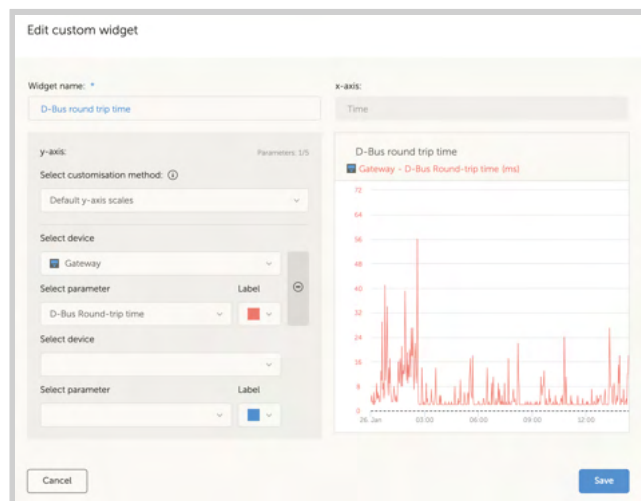 Edit custom widget
Widget name: *
D-Bus round trip time
y-axis:
Parameters: 1/5
Select customisation method:
Default y-axis scales
Select device
Gateway
Select parameter
Label
D-Bus Round-trip time
Select device
Select parameter
Label
x-axis:
Time
D-Bus round trip time
Gateway - D-Bus Round-trip time (ms)
72
64
56
48
40
32
24
16
8
0
26. Jan
03:00
06:00
09:00
12:00
Cancel
Save